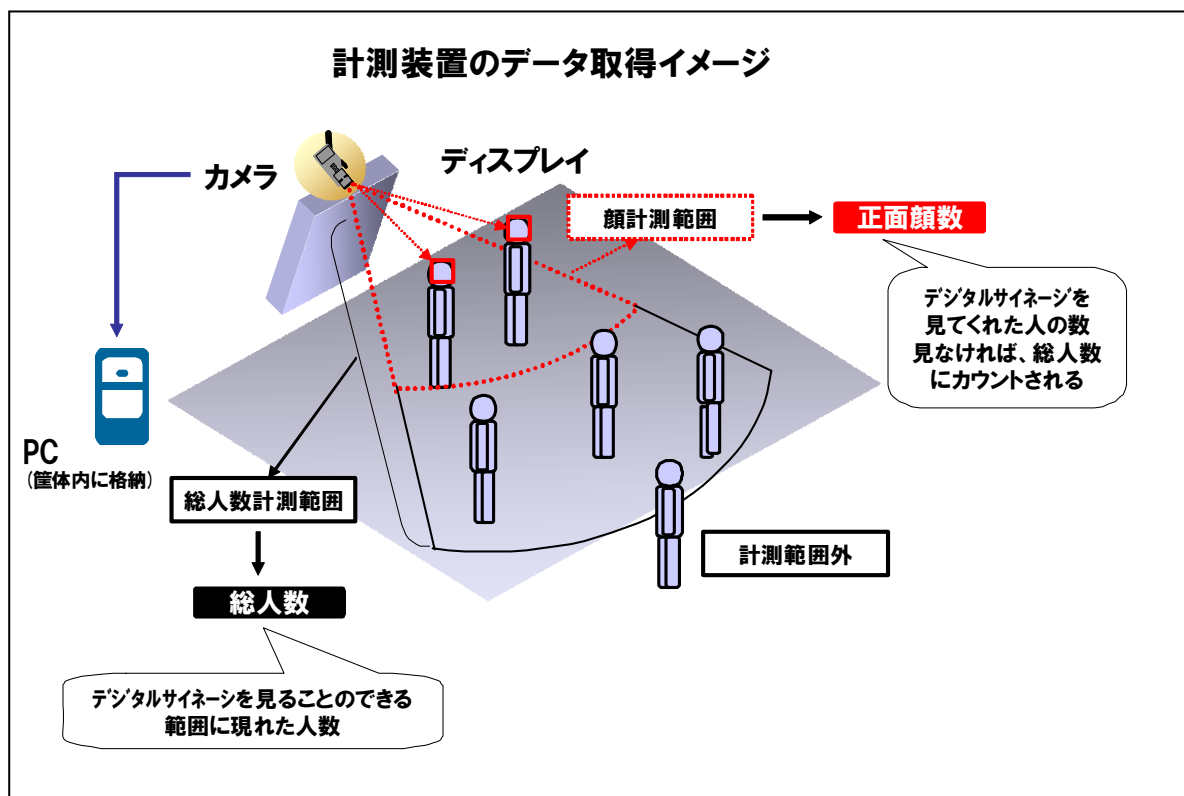 計測装置のデータ取得イメージ
カメラ
ディスプレイ
顔計測範囲
正面顔数
デジタルサイネージを
見てくれた人の数
見なければ、総人数
にカウントされる
PC
(筐体内に格納)
総人数計測範囲
計測範囲外
総人数
デジタルサイネーシを見ることのできる
範囲に現れた人数